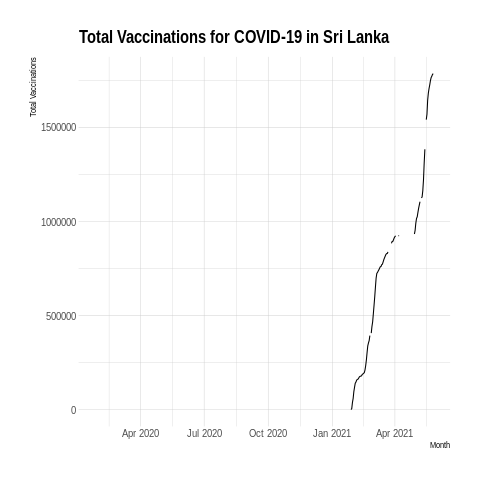 Total Vaccinations for COVID-19 in Sri Lanka
Total Vaccinations
1500000
1000000
500000
0
Apr 2020 Jul 2020 Oct 2020 Jan 2021 Apr 2021
Month